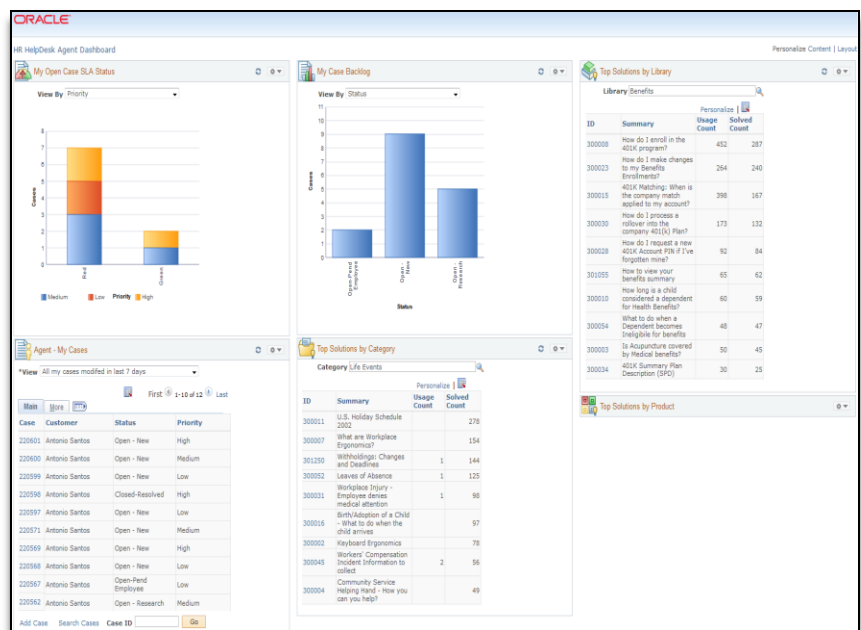 ORACLE
HR HelpDesk Agent Dashboard
Personalize Content | Layout
My Open Case SLA Status
View By Priority
8
7
6
5
4
3
2
1
0
Cases
Red
Green
Medium Low Priority High
My Case Backlog
View By Status
11
10
9
8
7
6
5
4
3
2
1
0
Cases
Open-Pend
Employee
Open -
New
Open -
Research
Status
Top Solutions by Library
Library Benefits
Personalize |
ID Summary Usage Count Solved Count
300008 How do I enroll in the 452 287
401K program?
300023 How do I make changes 264 240
to my Benefits
Enrollments?
300015 401K Matching: When is 398 167
the company match
applied to my account?
300030 How do I process a 173 132
rollover into the
company 401(k) Plan?
300028 How do I request a new 92 84
401K Account PIN if I've
forgotten mine?
301055 How to view your 65 62
benefits summary
300010 How long is a child 60 59
considered a dependent
for Health Benefits?
300054 What to do when a 48 47
Dependent becomes
Ineligibile for benefits
300003 Is Acupuncture covered 50 45
by Medical benefits?
300034 401K Summary Plan 30 25
Description (SPD)
Agent - My Cases
*View All my cases modifed in last 7 days
First 1-10 of 12 Last
Main More
Case Customer Status Priority
220601 Antonio Santos Open - New High
220600 Antonio Santos Open - New Medium
220599 Antonio Santos Open - New Low
220598 Antonio Santos Closed-Resolved High
220597 Antonio Santos Open - New Low
220571 Antonio Santos Open - New Medium
220569 Antonio Santos Open - New High
220568 Antonio Santos Open - New Low
220567 Antonio Santos Open-Pend Low
Employee
220562 Antonio Santos Open - Research Medium
Add Case Search Cases Case ID Go
Top Solutions by Category
Category Life Events
Personalize |
ID Summary Usage Count Solved Count
300011 U.S. Holiday Schedule 278
2002
300007 What are Workplace 154
Ergonomics?
301250 Withholdings: Changes 1 144
and Deadlines
300052 Leaves of Absence 1 125
300031 Workplace Injury - 1 98
Employee denies
medical attention
300016 Birth/Adoption of a Child 97
- What to do when the
child arrives
300002 Keyboard Ergonomics 78
300045 Workers' Compensation 2 56
Incident Information to
collect
300004 Community Service 49
Helping Hand - How you
can you help?
Top Solutions by Product